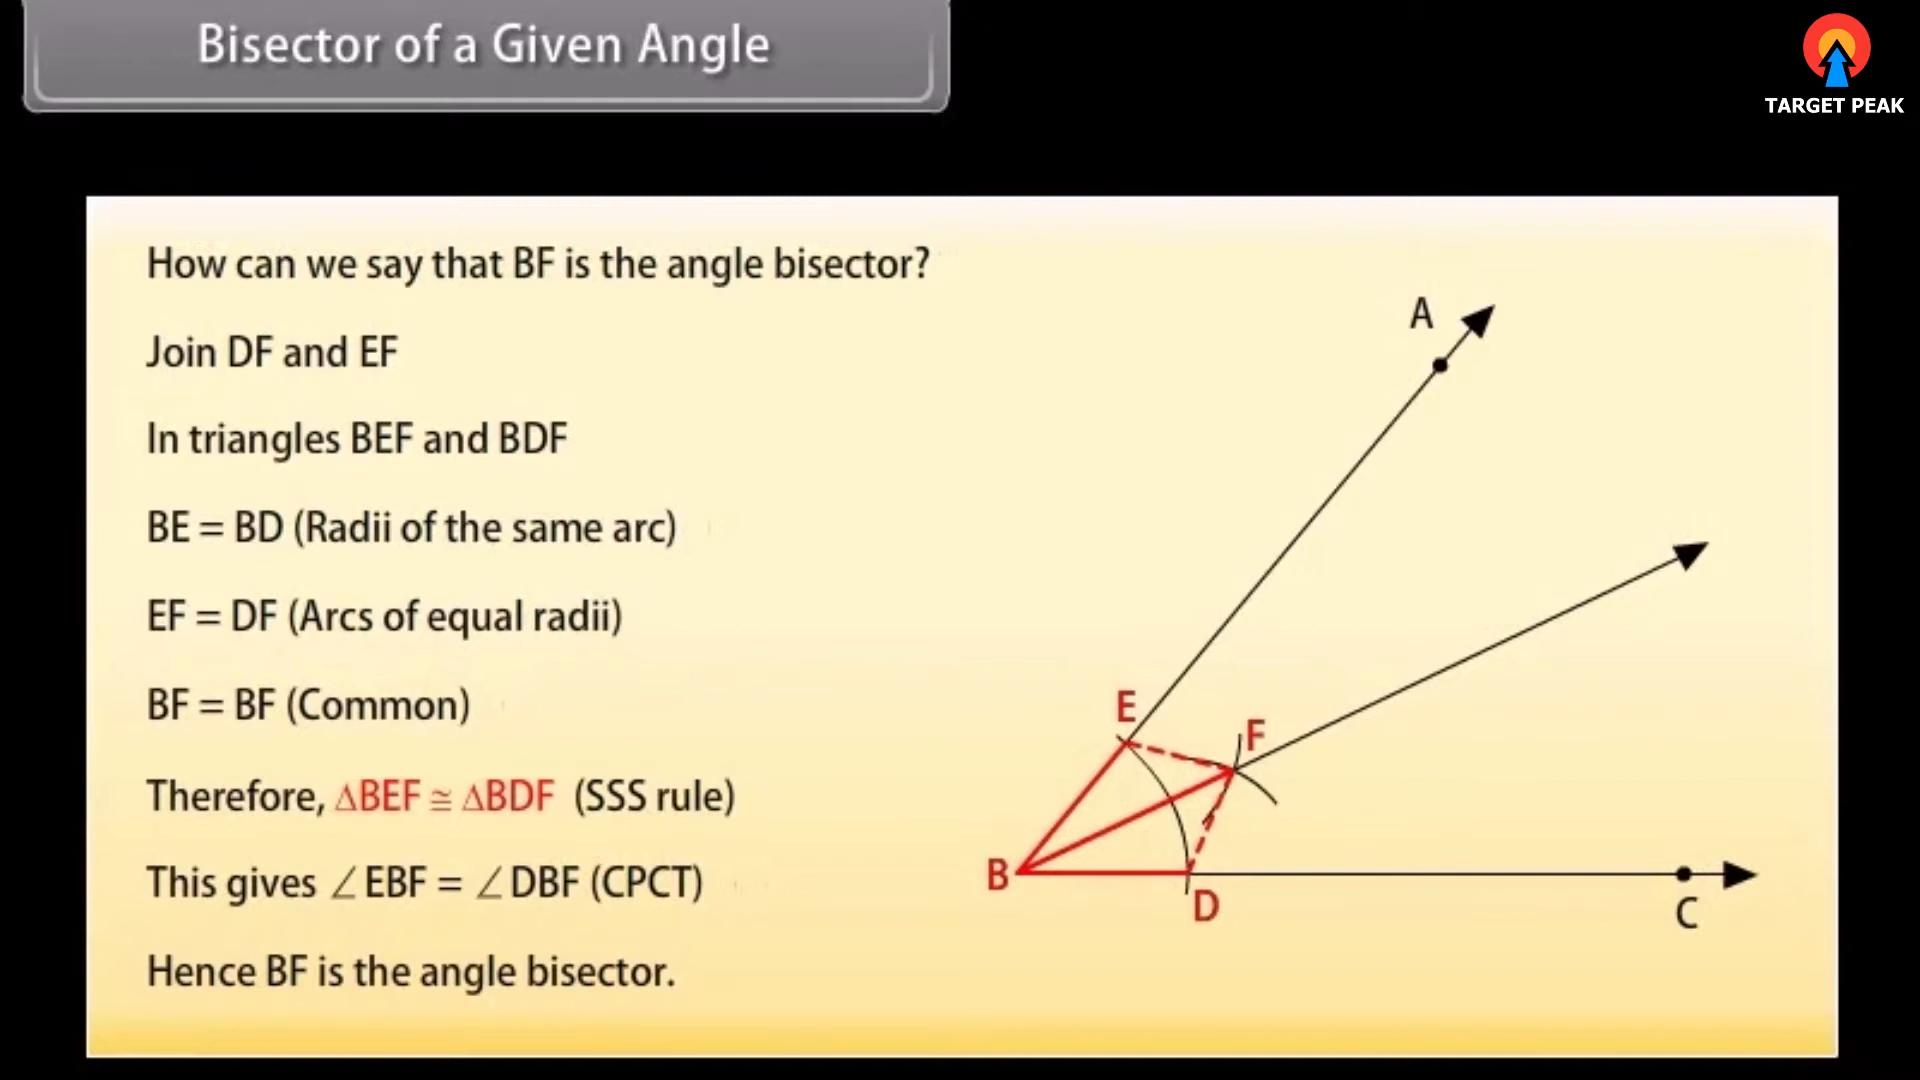 Bisector of a Given Angle
TARGET PEAK
How can we say that BF is the angle bisector?
Join DF and EF
In triangles BEF and BDF
BE = BD (Radii of the same arc)
EF = DF (Arcs of equal radii)
BF = BF (Common)
Therefore, ΔBEF ≅ ΔBDF (SSS rule)
This gives ∠EBF = ∠DBF (CPCT)
Hence BF is the angle bisector.
A
E
F
B
D
C